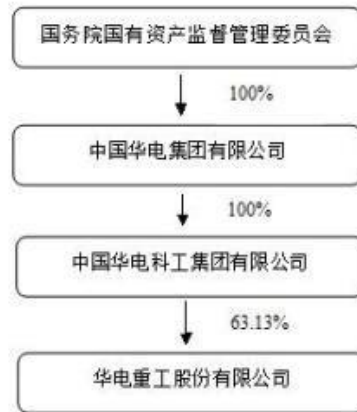 国务院国有资产监督管理委员会
100%
中国华电集团有限公司
100%
中国华电科工集团有限公司
63.13%
华电重工股份有限公司